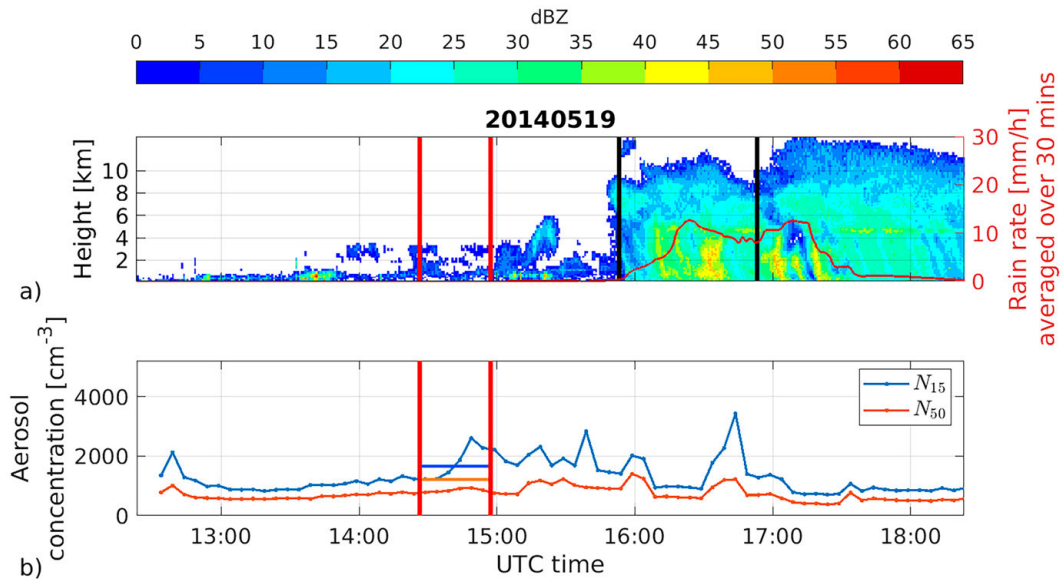 dBZ
0 5 10 15 20 25 30 35 40 45 50 55 60 65
20140519
Height [km]
10
8
6
4
2
30
20
10
0
Rain rate [mm/h]
averaged over 30 mins
a)
Aerosol
concentration [cm-3]
4000
2000
0
N15
N50
13:00 14:00 15:00 16:00 17:00 18:00
UTC time
b)